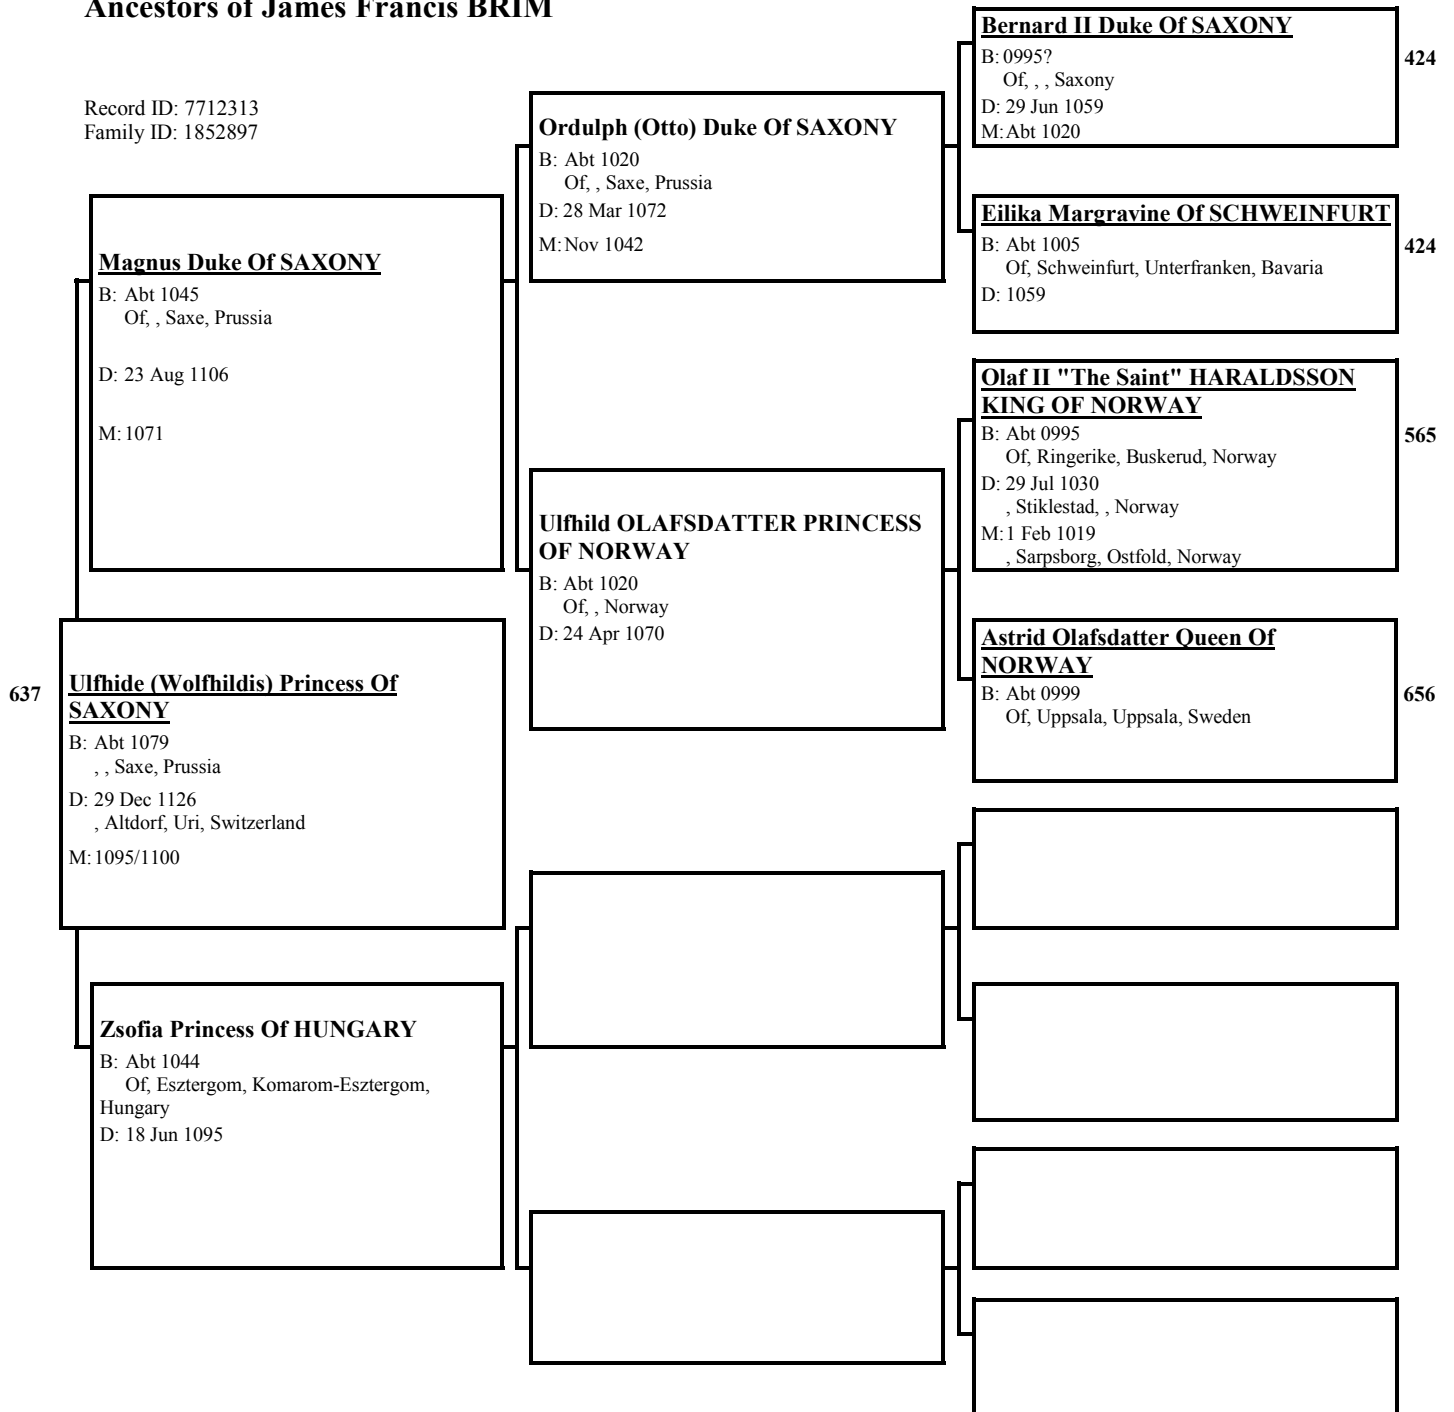 Ancestors of James Francis BRIM
Record ID: 7712313
Family ID: 1852897
637
Ulfhide (Wolfhildis) Princess Of
SAXONY
B: Abt 1079
, , Saxe, Prussia
D: 29 Dec 1126
, Altdorf, Uri, Switzerland
M: 1095/1100
Magnus Duke Of SAXONY
B: Abt 1045
Of, , Saxe, Prussia
D: 23 Aug 1106
M: 1071
Zsofia Princess Of HUNGARY
B: Abt 1044
Of, Esztergom, Komarom-Esztergom,
Hungary
D: 18 Jun 1095
Ordulph (Otto) Duke Of SAXONY
B: Abt 1020
Of, , Saxe, Prussia
D: 28 Mar 1072
M: Nov 1042
Ulfhild OLAFSDATTER PRINCESS
OF NORWAY
B: Abt 1020
Of, , Norway
D: 24 Apr 1070
Bernard II Duke Of SAXONY
B: 0995?
Of, , , Saxony
D: 29 Jun 1059
M: Abt 1020
424
Eilika Margravine Of SCHWEINFURT
B: Abt 1005
Of, Schweinfurt, Unterfranken, Bavaria
D: 1059
424
Olaf II "The Saint" HARALDSSON
KING OF NORWAY
B: Abt 0995
Of, Ringerike, Buskerud, Norway
D: 29 Jul 1030
, Stiklestad, , Norway
M: 1 Feb 1019
, Sarpsborg, Ostfold, Norway
565
Astrid Olafsdatter Queen Of
NORWAY
B: Abt 0999
Of, Uppsala, Uppsala, Sweden
656